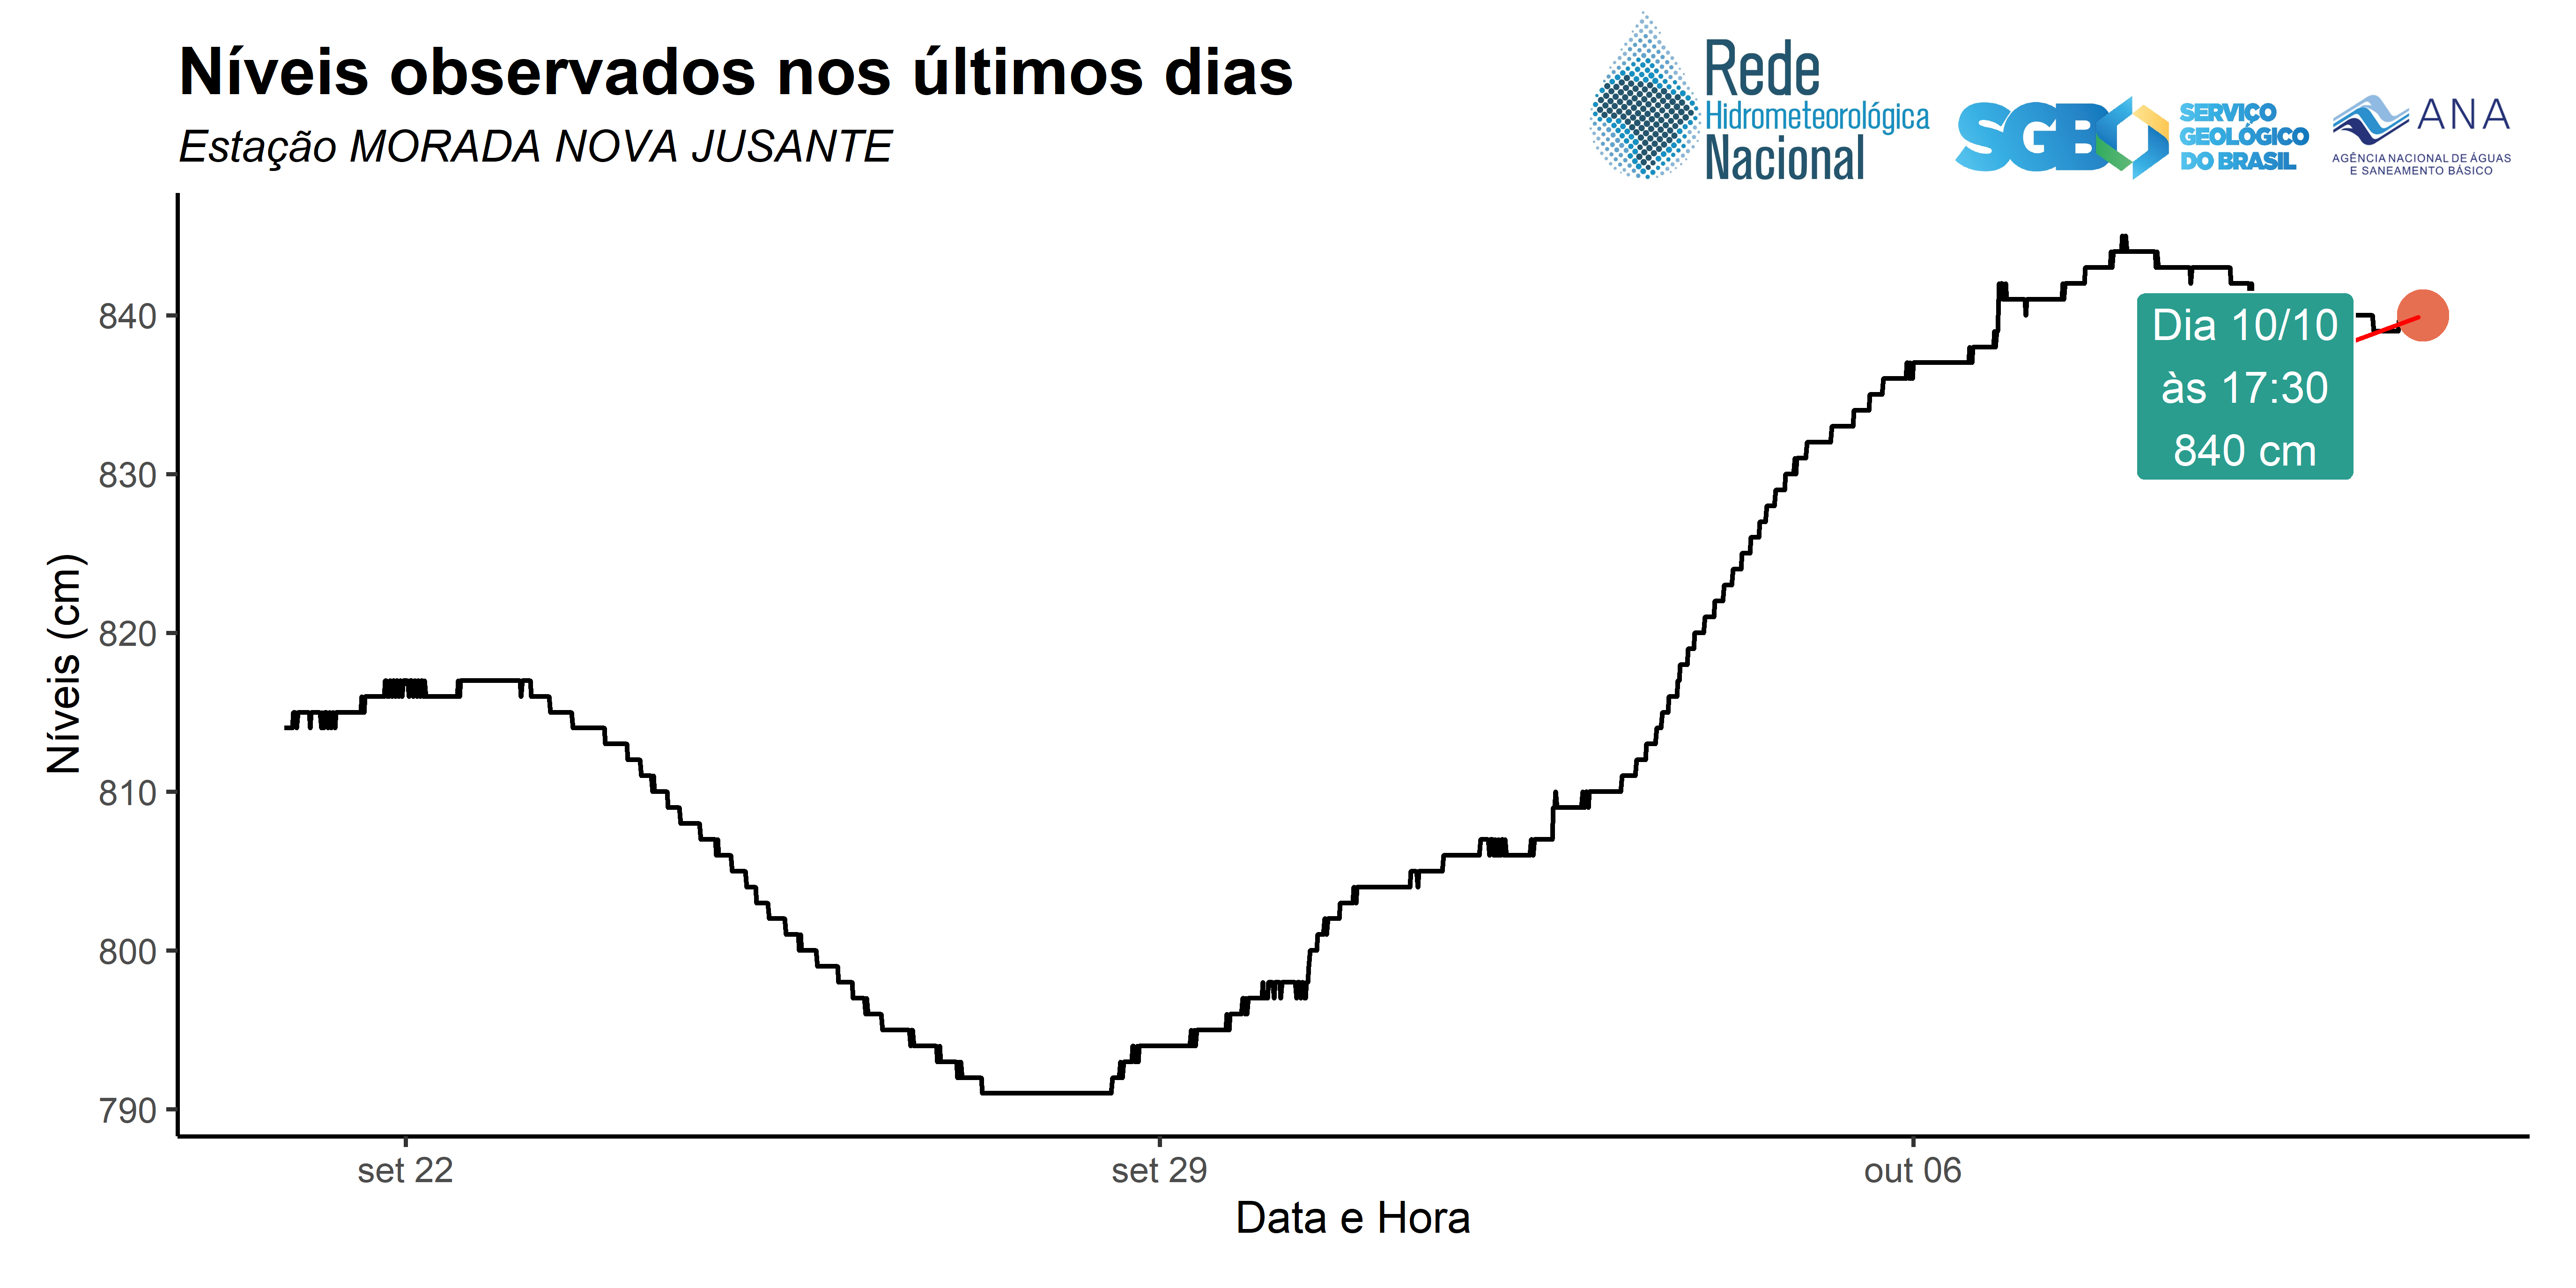 Níveis observados nos últimos dias
Estação MORADA NOVA JUSANTE
Rede
Hidrometeorológica
Nacional
SGB
SERVIÇO
GEOLÓGICO
DO BRASIL
ANA
AGÊNCIA NACIONAL DE ÁGUAS
E SANEAMENTO BÁSICO
Níveis (cm)
840
830
820
810
800
790
Dia 10/10
às 17:30
840 cm
set 22
set 29
out 06
Data e Hora